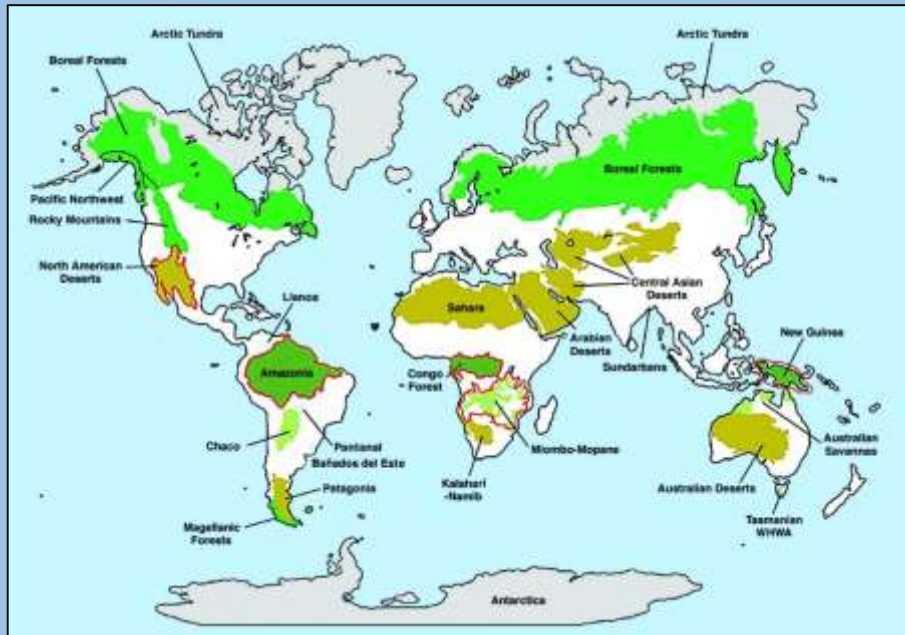 Arctic Tundra
Arctic Tundra
Boreal Forests
Boreal Forests
Pacific Northwest
Rocky Mountains
North American
Deserts
Llanos
Sahara
Central Asian
Deserts
Arabian
Deserts
Sundarbans
New Guinea
Amazonia
Congo
Forest
Chaco
Pantanal
Bañados del Este
Miombo-Mopane
Australian
Savannas
Kalahari
-Namib
Patagonia
Australian Deserts
Magellanic
Forests
Tasmanian
WHWA
Antarctica